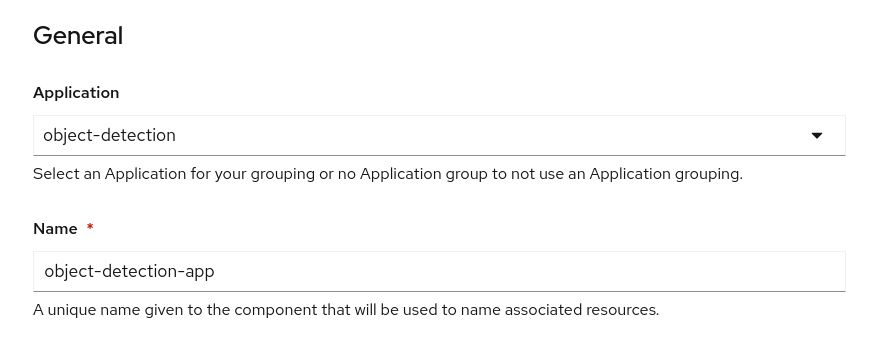 General
Application
object-detection
Select an Application for your grouping or no Application group to not use an Application grouping.
Name *
object-detection-app
A unique name given to the component that will be used to name associated resources.